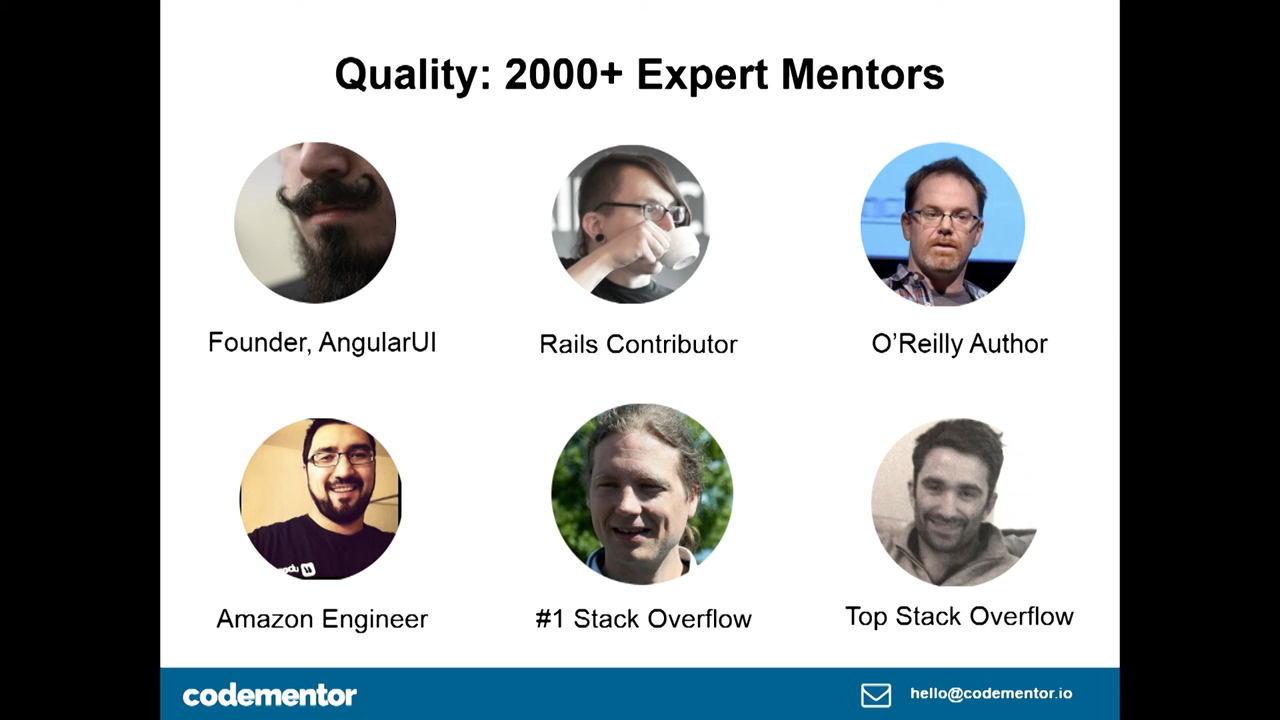 Quality: 2000+ Expert Mentors
Founder, AngularUI
Rails Contributor
O’Reilly Author
Amazon Engineer
#1 Stack Overflow
Top Stack Overflow
codementor
hello@codementor.io